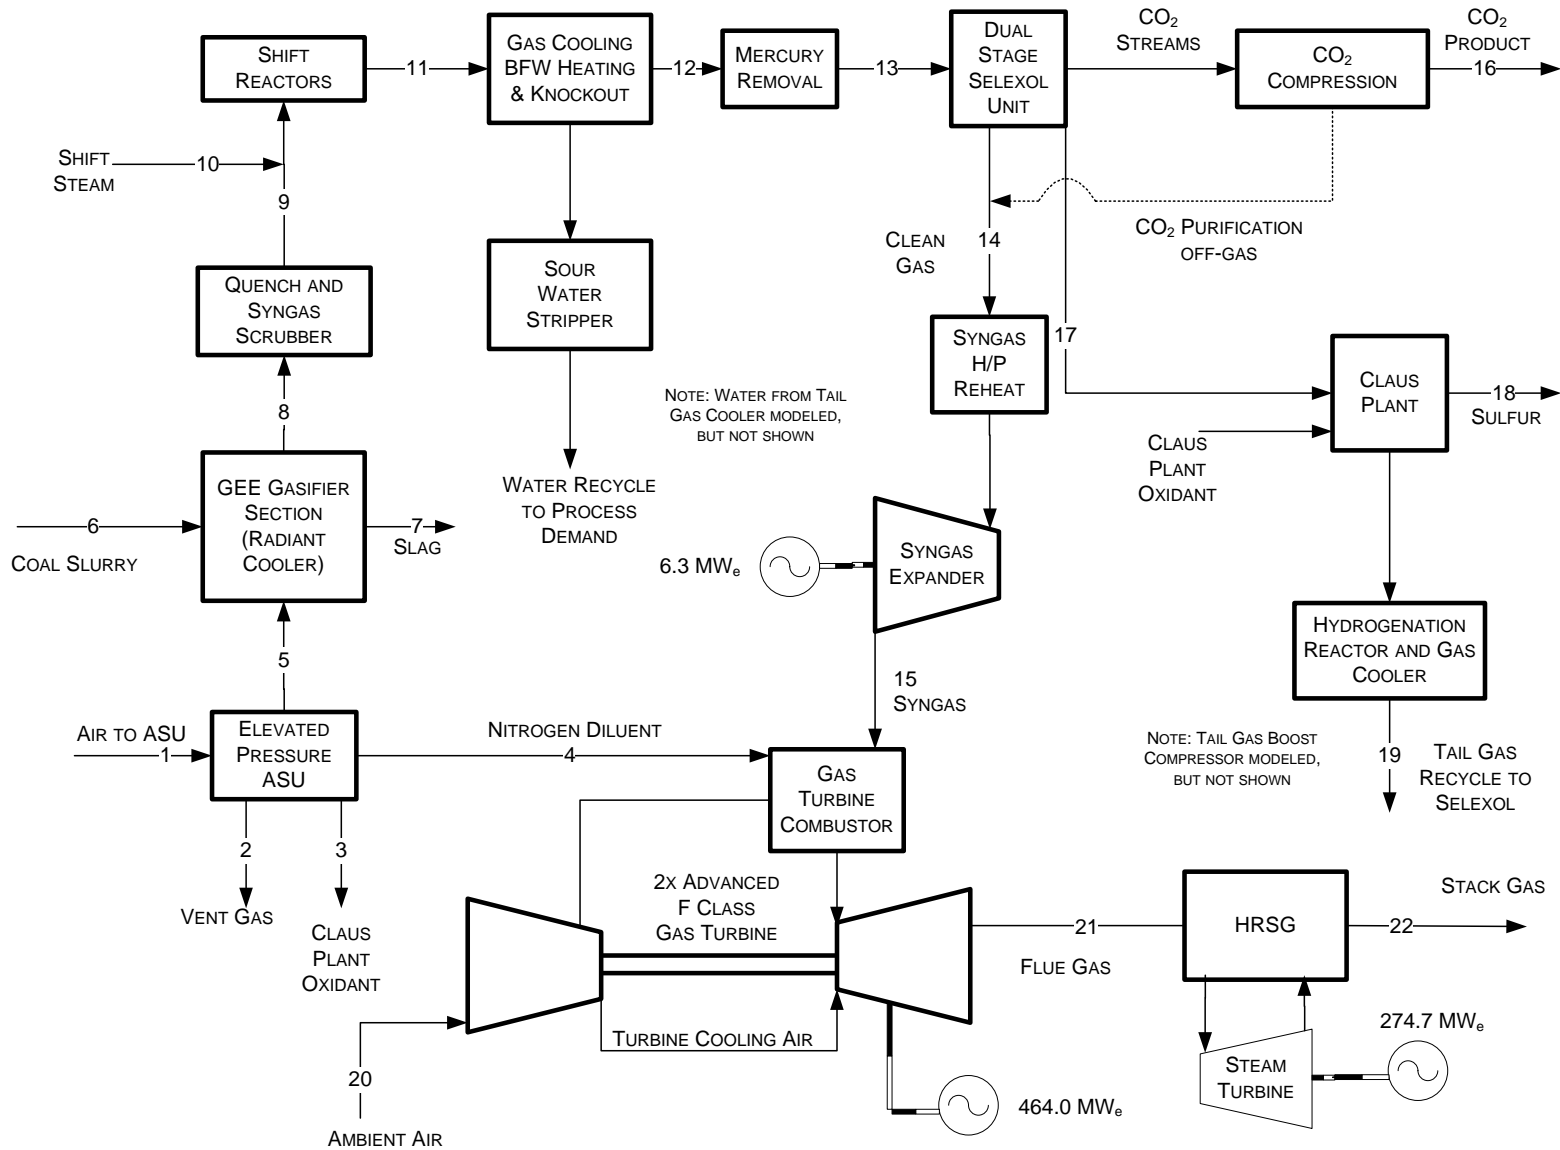 SHIFT
REACTORS
11
GAS COOLING
BFW HEATING
& KNOCKOUT
12
MERCURY
REMOVAL
13
DUAL
STAGE
SELEXOL
UNIT
CO₂
STREAMS
CO₂
COMPRESSION
CO₂
PRODUCT
16
SHIFT
STEAM
10
9
CO₂ PURIFICATION
OFF-GAS
CLEAN
GAS
14
QUENCH AND
SYNGAS
SCRUBBER
SOUR
WATER
STRIPPER
SYNGAS
H/P
REHEAT
17
CLAUS
PLANT
18
SULFUR
NOTE: WATER FROM TAIL
GAS COOLER MODELED,
BUT NOT SHOWN
8
CLAUS
PLANT
OXIDANT
GEE GASIFIER
SECTION
(RADIANT
COOLER)
6
COAL SLURRY
7
SLAG
WATER RECYCLE
TO PROCESS
DEMAND
6.3 MWₑ
SYNGAS
EXPANDER
HYDROGENATION
REACTOR AND GAS
COOLER
5
15
SYNGAS
AIR TO ASU
1
ELEVATED
PRESSURE
ASU
NITROGEN DILUENT
4
GAS
TURBINE
COMBUSTOR
NOTE: TAIL GAS BOOST
COMPRESSOR MODELED,
BUT NOT SHOWN
19
TAIL GAS
RECYCLE TO
SELEXOL
2
VENT GAS
3
CLAUS
PLANT
OXIDANT
2X ADVANCED
F CLASS
GAS TURBINE
21
FLUE GAS
HRSG
STACK GAS
22
TURBINE COOLING AIR
20
AMBIENT AIR
464.0 MWₑ
STEAM
TURBINE
274.7 MWₑ